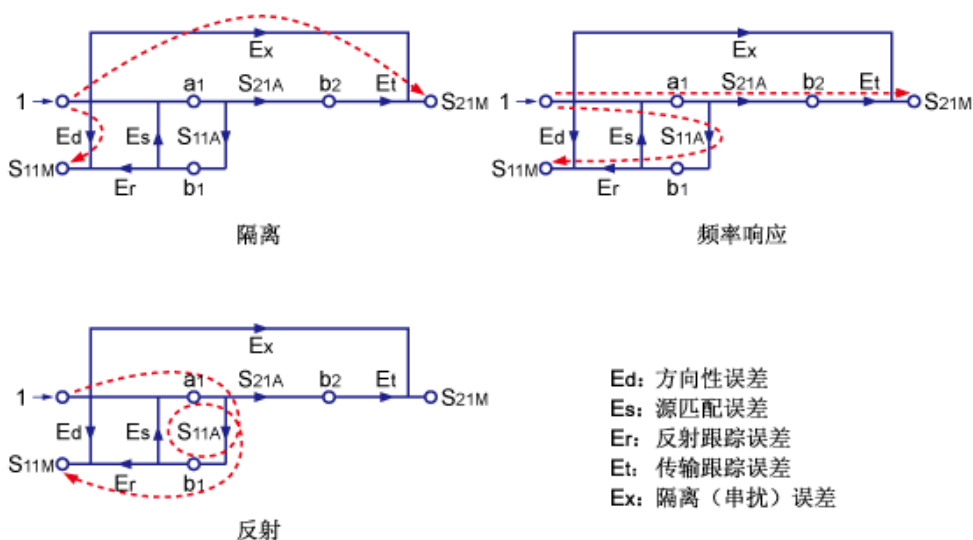 Ex
a1 S21A b2 Et
1 S21M
Ed Es S11A
S11M
Er b1
隔离
Ex
a1 S21A b2 Et
1 S21M
Ed Es S11A
S11M
Er b1
频率响应
Ex
a1 S21A b2 Et
1 S21M
Ed Es S11A
S11M
Er b1
反射
Ed: 方向性误差
Es: 源匹配误差
Er: 反射跟踪误差
Et: 传输跟踪误差
Ex: 隔离（串扰）误差